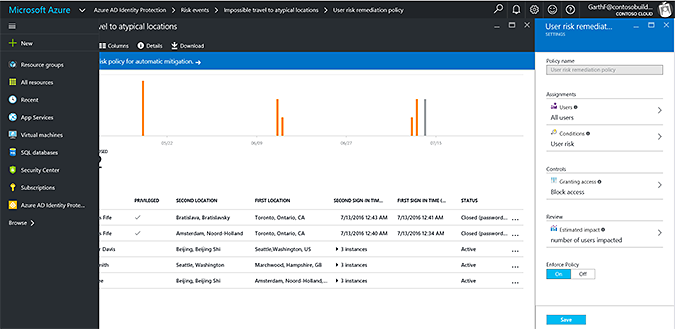 Microsoft Azure
Azure AD Identity Protection > Risk events > Impossible travel to atypical locations > User risk remediation policy
GarthF@contosobuild...
CONTOSO CLOUD
New
Resource groups
All resources
Recent
App Services
Virtual machines
SQL databases
Security Center
Subscriptions
Azure AD Identity Prote...
Browse >
vel to atypical locations
Columns
Details
Download
risk policy for automatic mitigation. →
05/22
06/09
06/27
07/15
PRIVILEGED SECOND LOCATION FIRST LOCATION SECOND SIGN-IN TIME... FIRST SIGN-IN TIME (... STATUS
s Fife Bratislava, Bratislavsky Toronto, Ontario, CA 7/13/2016 12:43 AM 7/13/2016 12:41 AM Closed (password... ...
s Fife Amsterdam, Noord-Holland Toronto, Ontario, CA 7/13/2016 12:40 AM 7/13/2016 12:34 AM Closed (password... ...
r Davis Beijing, Beijing Shi Seattle,Washington, US 3 instances Active ...
Seattle, Washington Marchwood, Hampshire, GB 6 instances Active ...
ee Beijing, Beijing Shi Amsterdam, Noord-Holland,... 3 instances Active ...
User risk remediat...
SETTINGS
Policy name
User risk remediation policy
Assignments
Users
All users
Conditions
User risk
Controls
Granting access
Block access
Review
Estimated impact
number of users impacted
Enforce Policy
On Off
Save